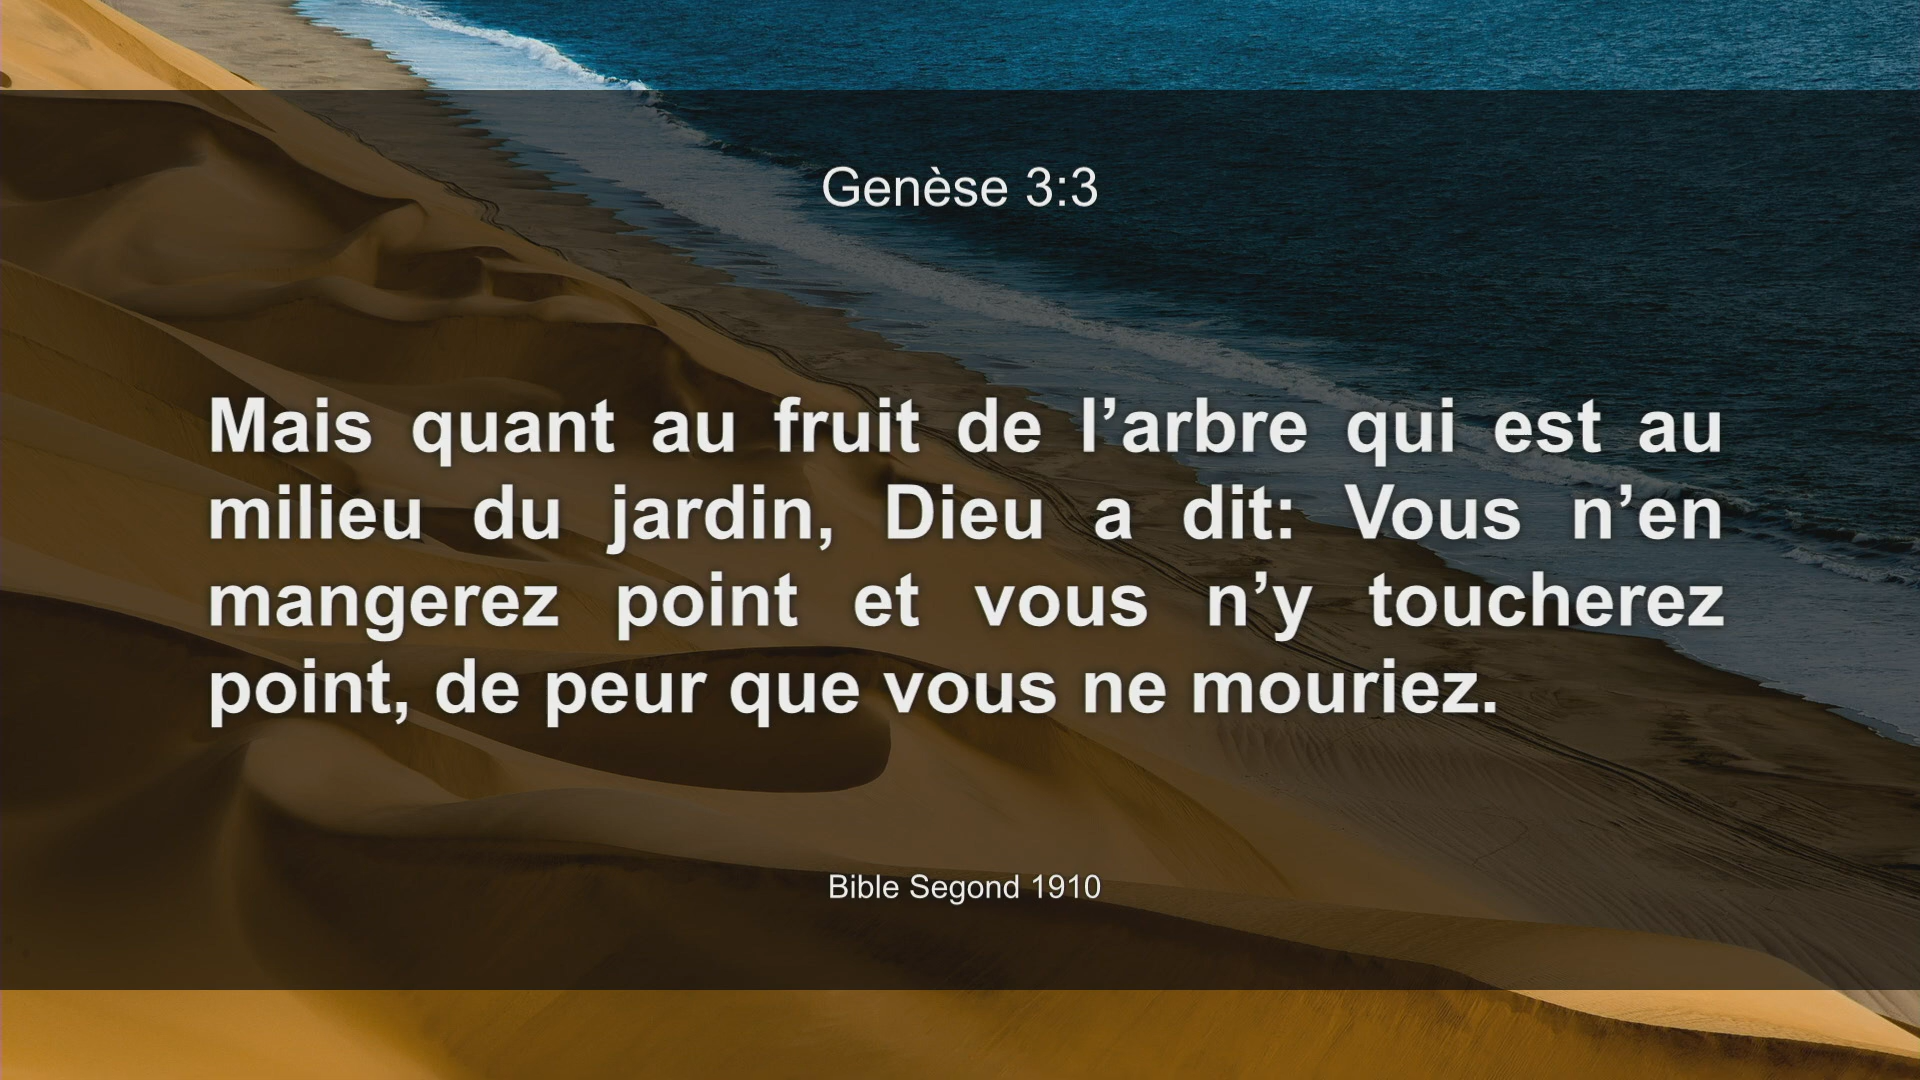 Genèse 3:3
Mais quant au fruit de l’arbre qui est au
milieu du jardin, Dieu a dit: Vous n’en
mangerez point et vous n’y toucherez
point, de peur que vous ne mouriez.
Bible Segond 1910